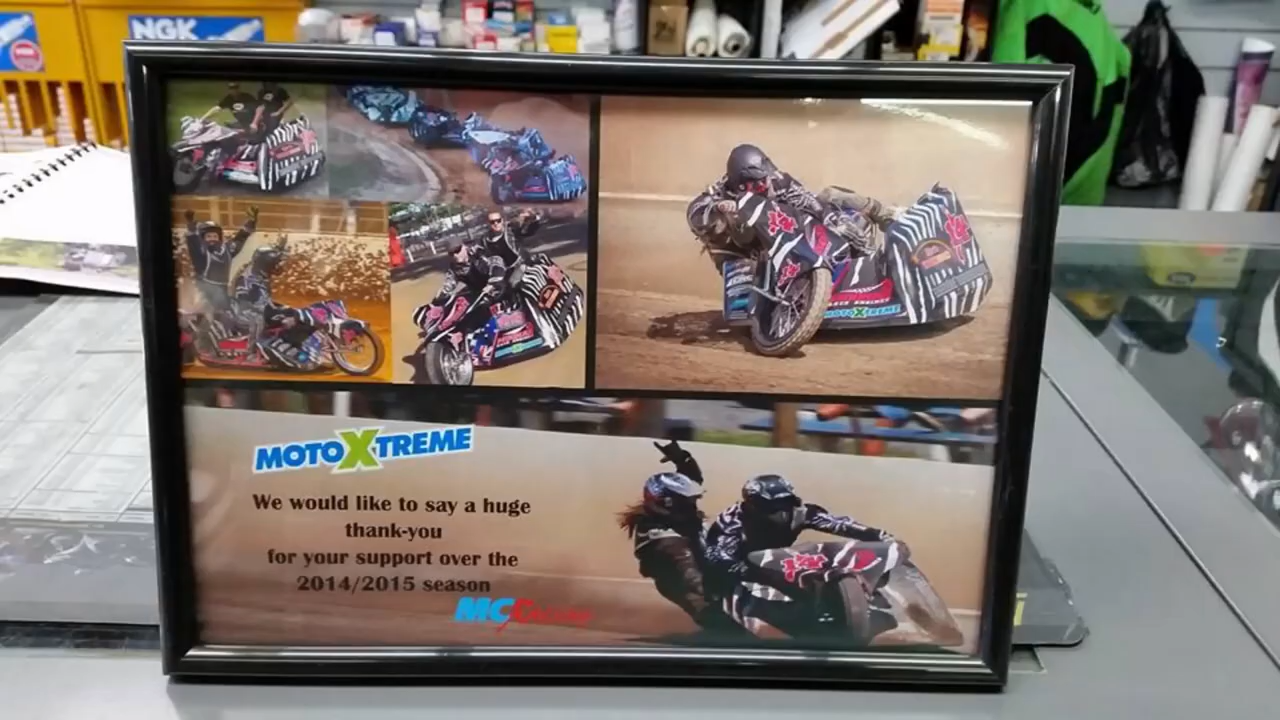 NGK
MOTOXTREME
MOTOXTREME
We would like to say a huge
thank-you
for your support over the
2014/2015 season
MCRacing